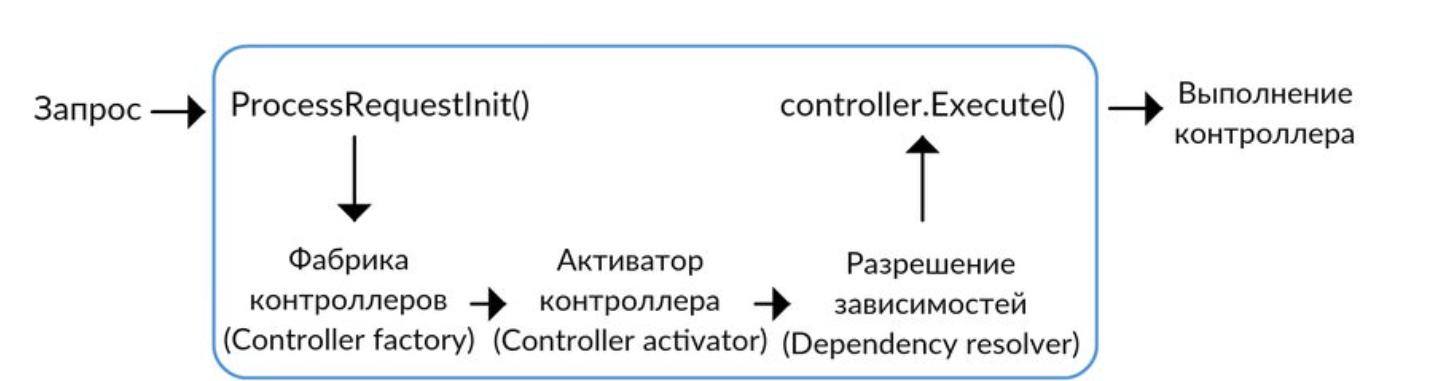 Запрос
ProcessRequestInit()
controller.Execute()
Выполнение
контроллера
Фабрика
контроллеров
(Controller factory)
Активатор
контроллера
(Controller activator)
Разрешение
зависимостей
(Dependency resolver)